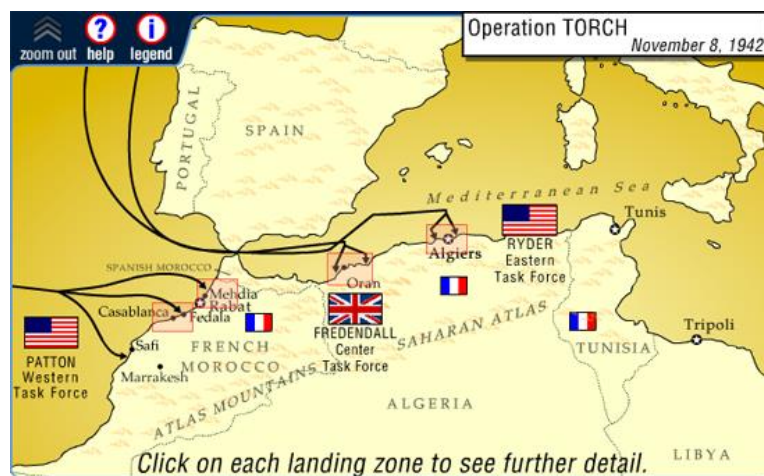 zoom out
help
legend
Operation TORCH
November 8, 1942
PORTUGAL
SPAIN
Mediterranean Sea
Tunis
Algiers
RYDER
Eastern
Task Force
SPANISH MOROCCO
Oran
Mehdia
Rabat
Casablanca
Fedala
FREDENDALL
Center
Task Force
SAHARAN ATLAS
Tripoli
PATTON
Western
Task Force
Safi
FRENCH
MOROCCO
TUNISIA
Marrakesh
ATLAS MOUNTAINS
ALGERIA
LIBYA
Click on each landing zone to see further detail.